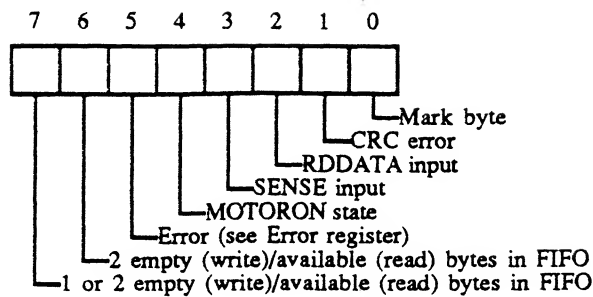 7 6 5 4 3 2 1 0
Mark byte
CRC error
RDDATA input
SENSE input
MOTORON state
Error (see Error register)
2 empty (write)/available (read) bytes in FIFO
1 or 2 empty (write)/available (read) bytes in FIFO